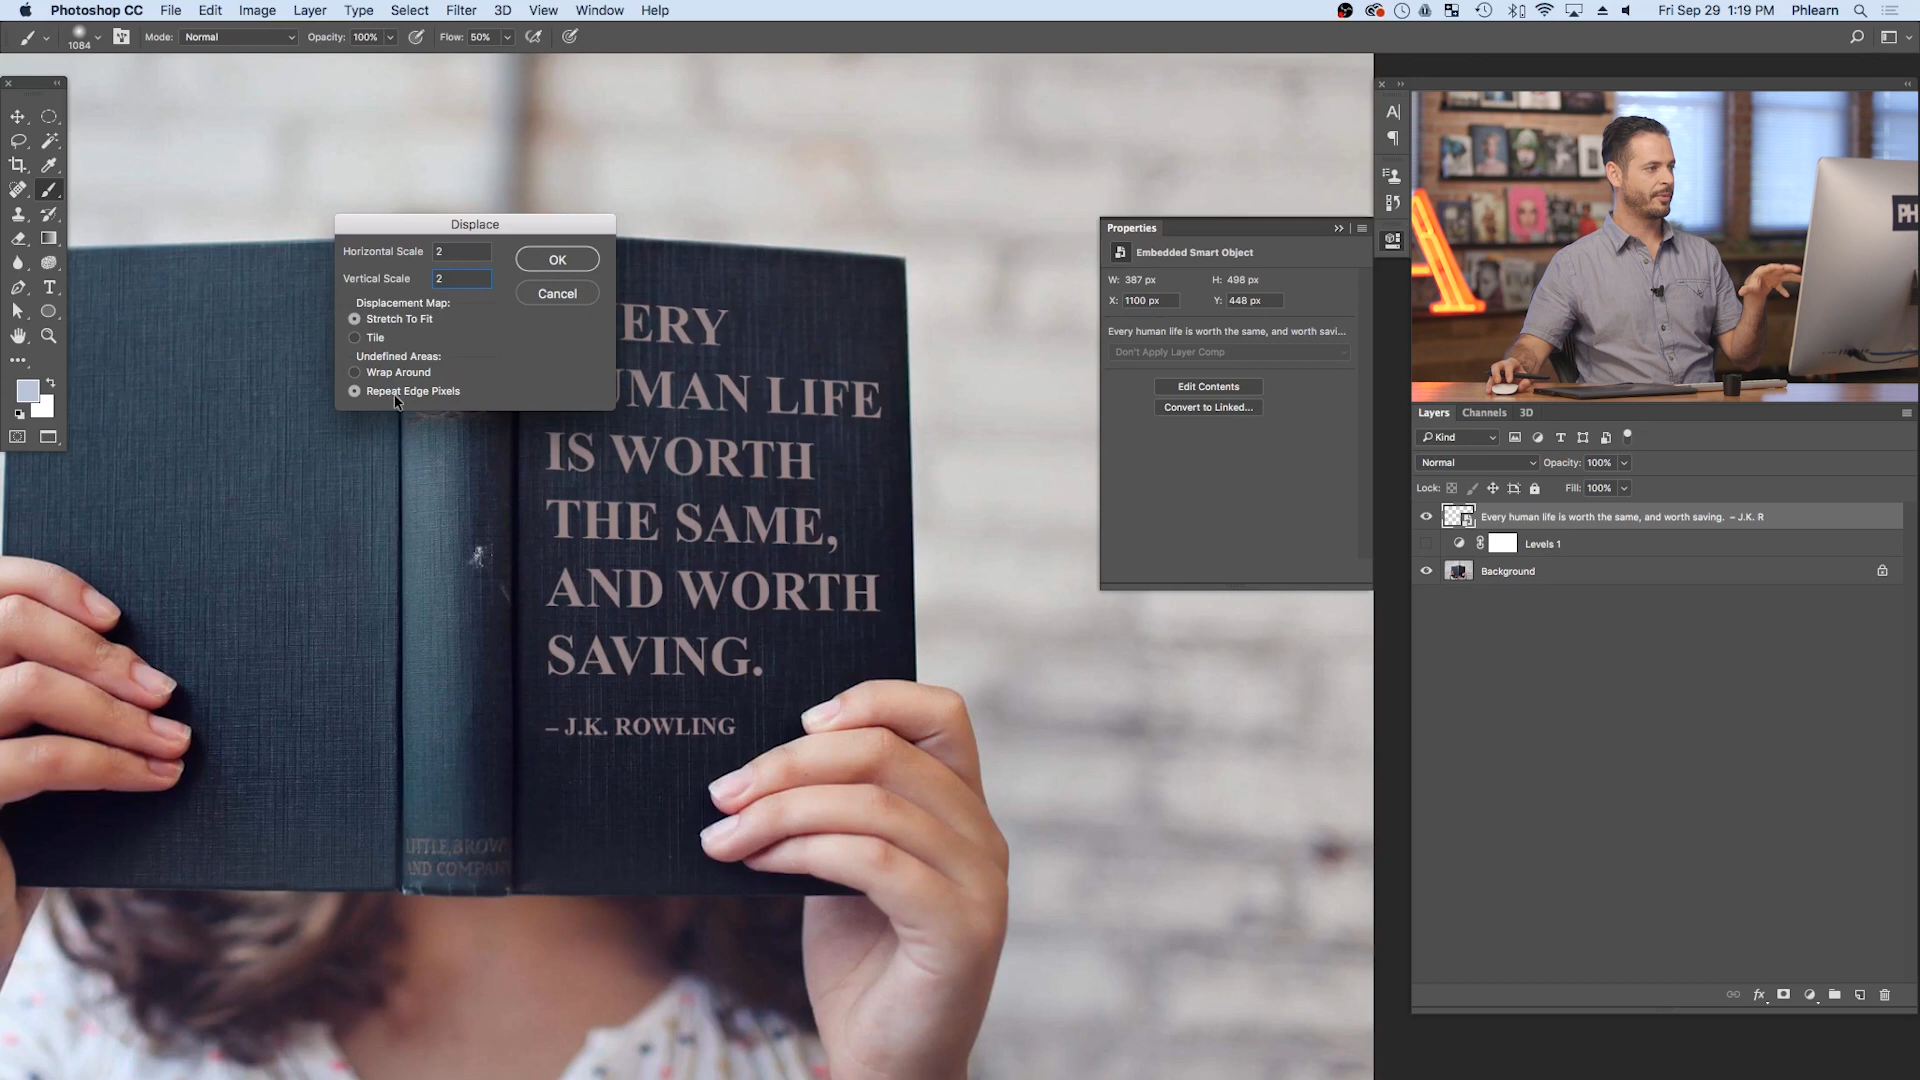 Photoshop CC File Edit Image Layer Type Select Filter 3D View Window Help Fri Sep 29 1:19 PM Phlearn
1084 Mode: Normal Opacity: 100% Flow: 50%
Displace
Horizontal Scale 2 OK
Vertical Scale 2 Cancel
Displacement Map:
Stretch To Fit
Tile
Undefined Areas:
Wrap Around
Repeat Edge Pixels
ERY
UMAN LIFE
IS WORTH
THE SAME,
AND WORTH
SAVING.
– J.K. ROWLING
LITTLE, BROWN
AND COMPANY
Properties
Embedded Smart Object
W: 387 px H: 498 px
X: 1100 px Y: 448 px
Every human life is worth the same, and worth savi...
Don't Apply Layer Comp
Edit Contents
Convert to Linked...
PH
Layers Channels 3D
Kind
Normal Opacity: 100%
Lock: Fill: 100%
Every human life is worth the same, and worth saving. – J.K. R
Levels 1
Background
fx